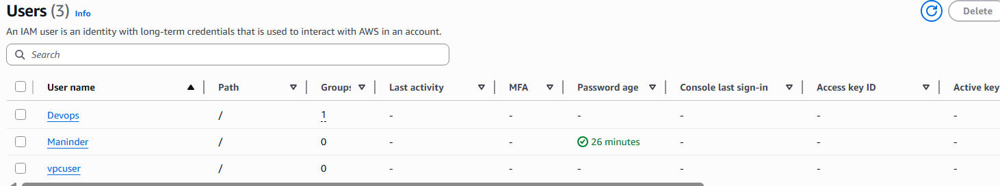 Users (3) Info
Delete
An IAM user is an identity with long-term credentials that is used to interact with AWS in an account.
Search
User name Path Groups Last activity MFA Password age Console last sign-in Access key ID Active key
Devops / 1 - - - - - -
Maninder / 0 - - 26 minutes - - -
vpcuser / 0 - - - - - -